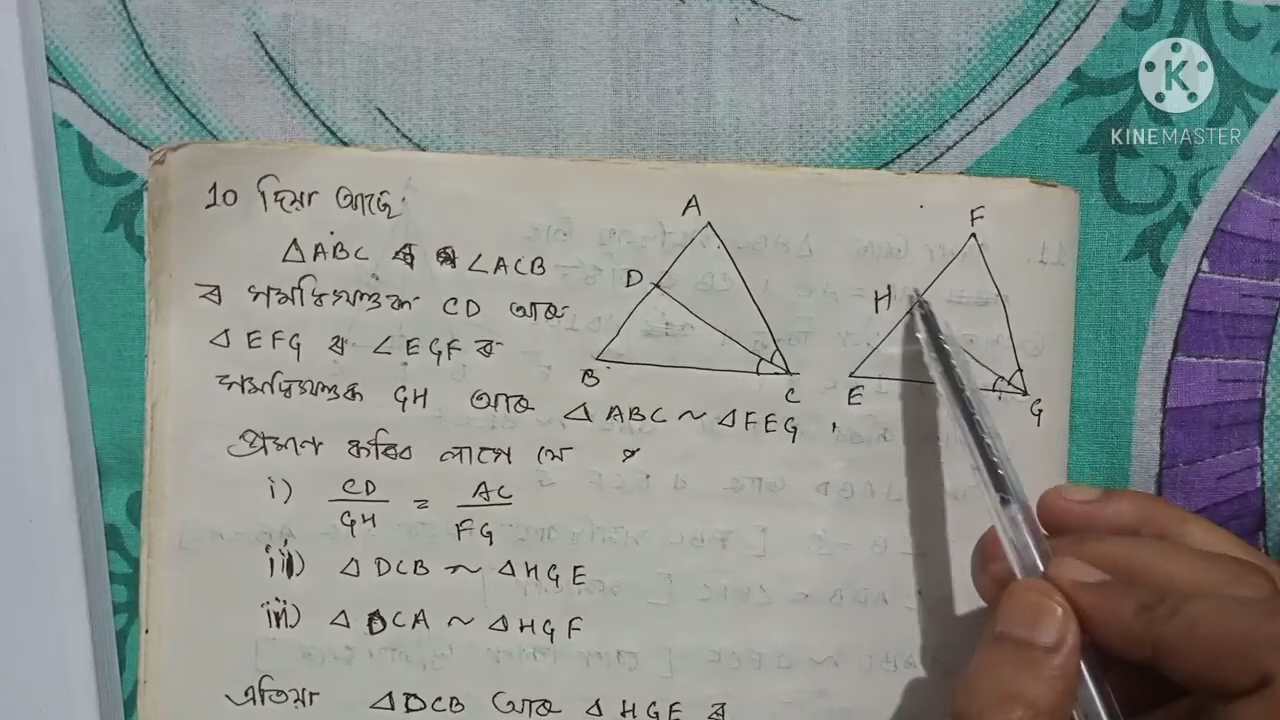 10 দিয়া আছে
△ABC ∠ACB
ৰ সমদ্বিখণ্ডক CD আৰু
△EFG ৰ ∠EGF ৰ
সমদ্বিখণ্ডক GH আৰু △ABC ~ △FEG ,
প্ৰমাণ কৰিব লাগে যে
i) CD/GH = AC/FG
ii) △DCB ~ △HGE
iii) △DCA ~ △HGF
এতিয়া △DCB আৰু △HGE ৰ
A
D
B
C
F
H
E
G
K
KINEMASTER